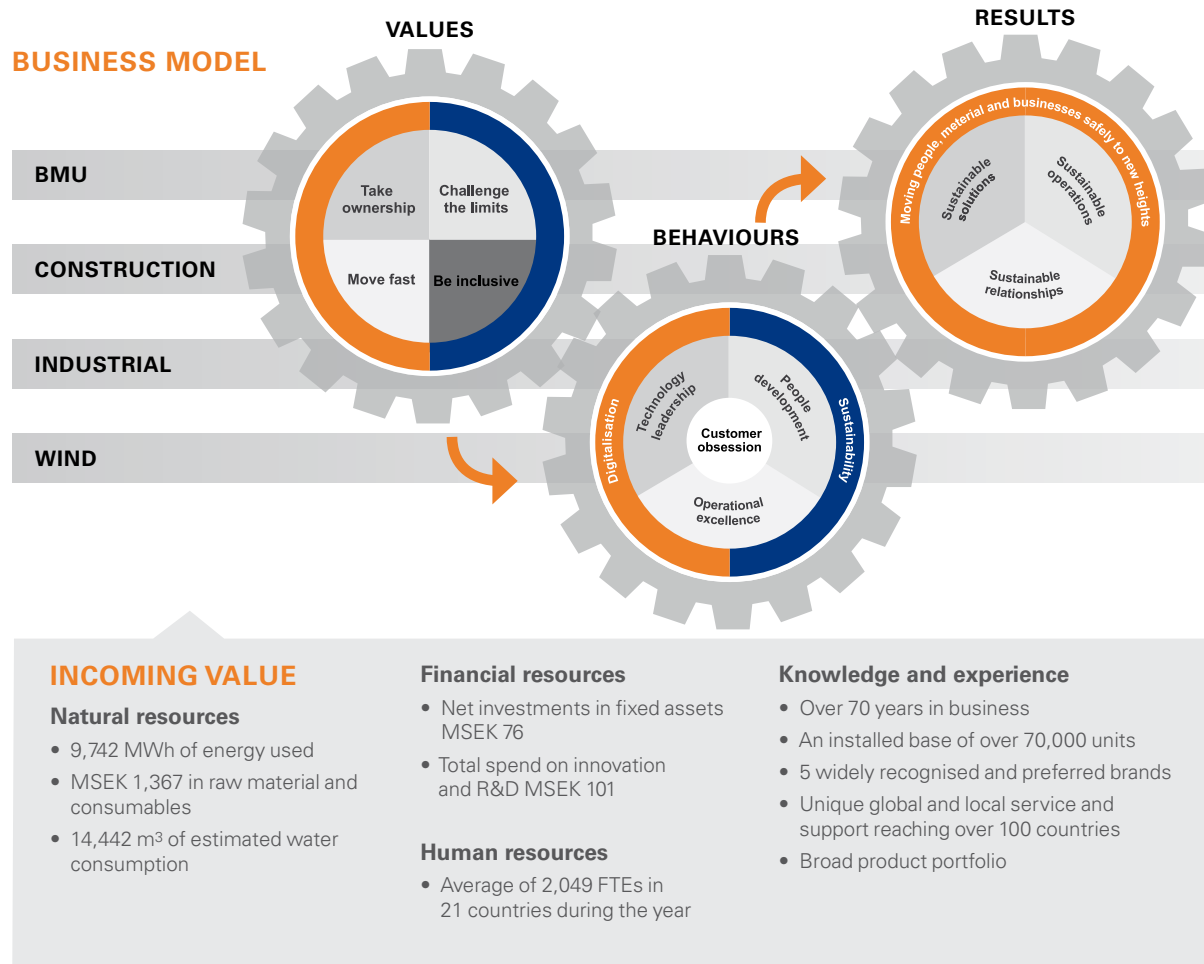 BUSINESS MODEL
VALUES
RESULTS
BMU
CONSTRUCTION
INDUSTRIAL
WIND
Take
ownership
Challenge
the limits
Move fast
Be inclusive
BEHAVIOURS
Digitalisation
Sustainability
Technology
leadership
People
development
Customer
obsession
Operational
excellence
Moving people, meterial and businesses safely to new heights
Sustainable
solutions
Sustainable
operations
Sustainable
relationships
INCOMING VALUE
Natural resources
• 9,742 MWh of energy used
• MSEK 1,367 in raw material and
consumables
• 14,442 m³ of estimated water
consumption
Financial resources
• Net investments in fixed assets
MSEK 76
• Total spend on innovation
and R&D MSEK 101
Human resources
• Average of 2,049 FTEs in
21 countries during the year
Knowledge and experience
• Over 70 years in business
• An installed base of over 70,000 units
• 5 widely recognised and preferred brands
• Unique global and local service and
support reaching over 100 countries
• Broad product portfolio